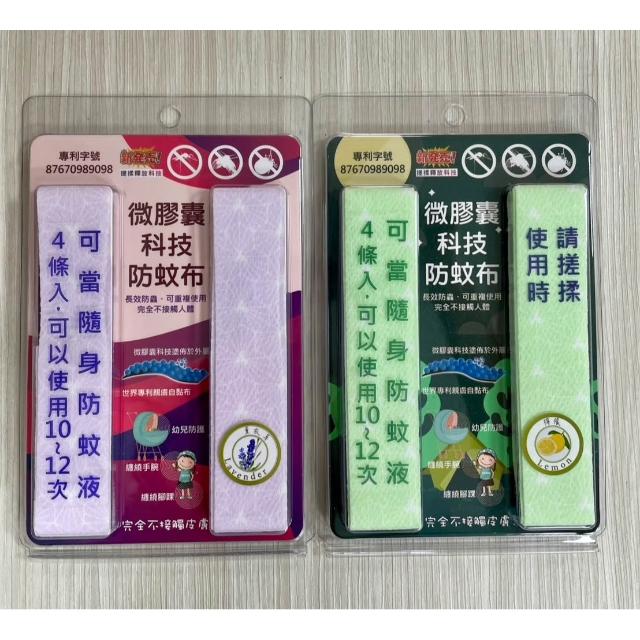 專利字號
87670989098
新發売!
搓揉釋放科技
微膠囊
科技
防蚊布
長效防蟲·可重複使用
完全不接觸人體
微膠囊科技塗佈於外層
世界專利親膚自黏布
幼兒防護
纏繞手腕
纏繞腳踝
完全不接觸皮膚
可當隨身防蚊液
4條入·可以使用10~12次
薰衣草
Lavender
專利字號
87670989098
新發売!
搓揉釋放科技
微膠囊
科技
防蚊布
長效防蟲·可重複使用
完全不接觸人體
微膠囊科技塗佈於外
世界專利親膚自黏布
幼兒防護
纏繞手腕
纏繞腳踝
完全不接觸皮膚
可當隨身防蚊液
4條入·可以使用10~12次
請搓揉
使用時
檸檬
Lemon